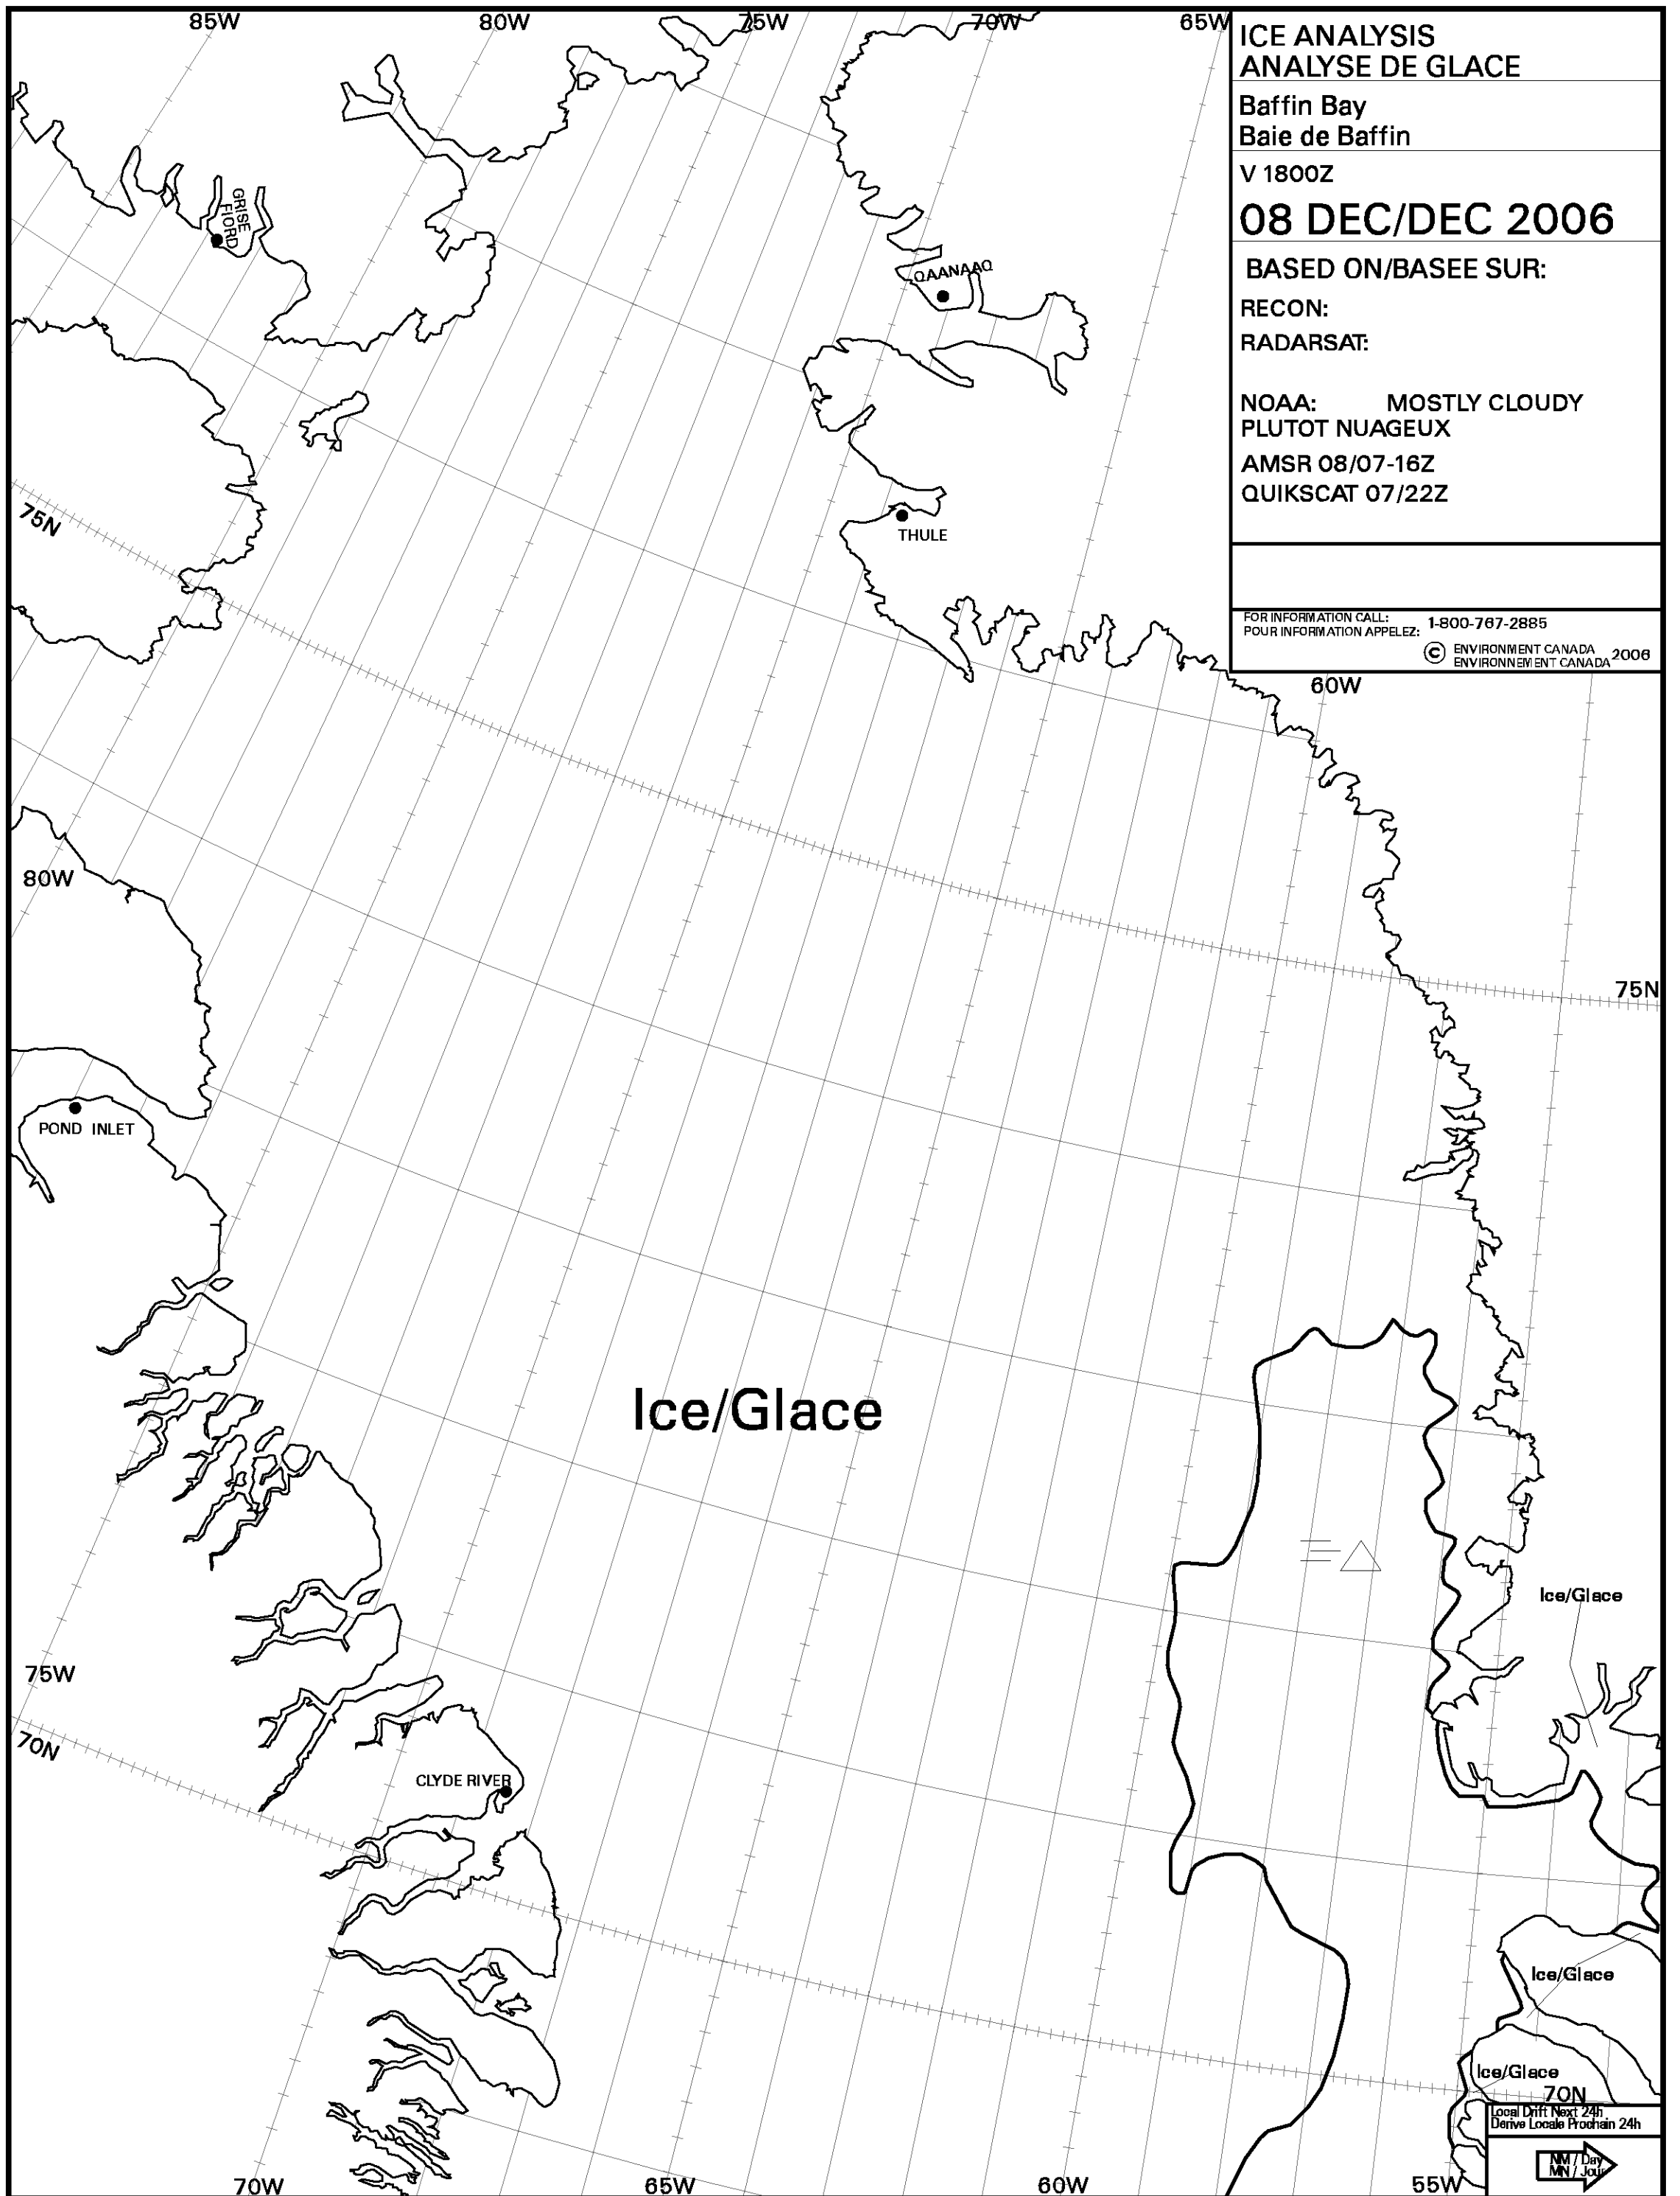 85W
80W
75W
70W
65W
ICE ANALYSIS
ANALYSE DE GLACE
Baffin Bay
Baie de Baffin
V 1800Z
08 DEC/DEC 2006
BASED ON/BASEE SUR:
RECON:
RADARSAT:
NOAA: MOSTLY CLOUDY
PLUTOT NUAGEUX
AMSR 08/07-16Z
QUIKSCAT 07/22Z
FOR INFORMATION CALL:
POUR INFORMATION APPELEZ: 1-800-767-2885
© ENVIRONMENT CANADA
ENVIRONNEMENT CANADA 2006
GRISE
FIORD
QAANAAQ
75N
THULE
60W
80W
75N
POND INLET
Ice/Glace
Ice/Glace
75W
70N
CLYDE RIVER
Ice/Glace
Ice/Glace
70N
Local Drift Next 24h
Derive Locale Prochain 24h
NM / Day
MN / Jour
70W
65W
60W
55W